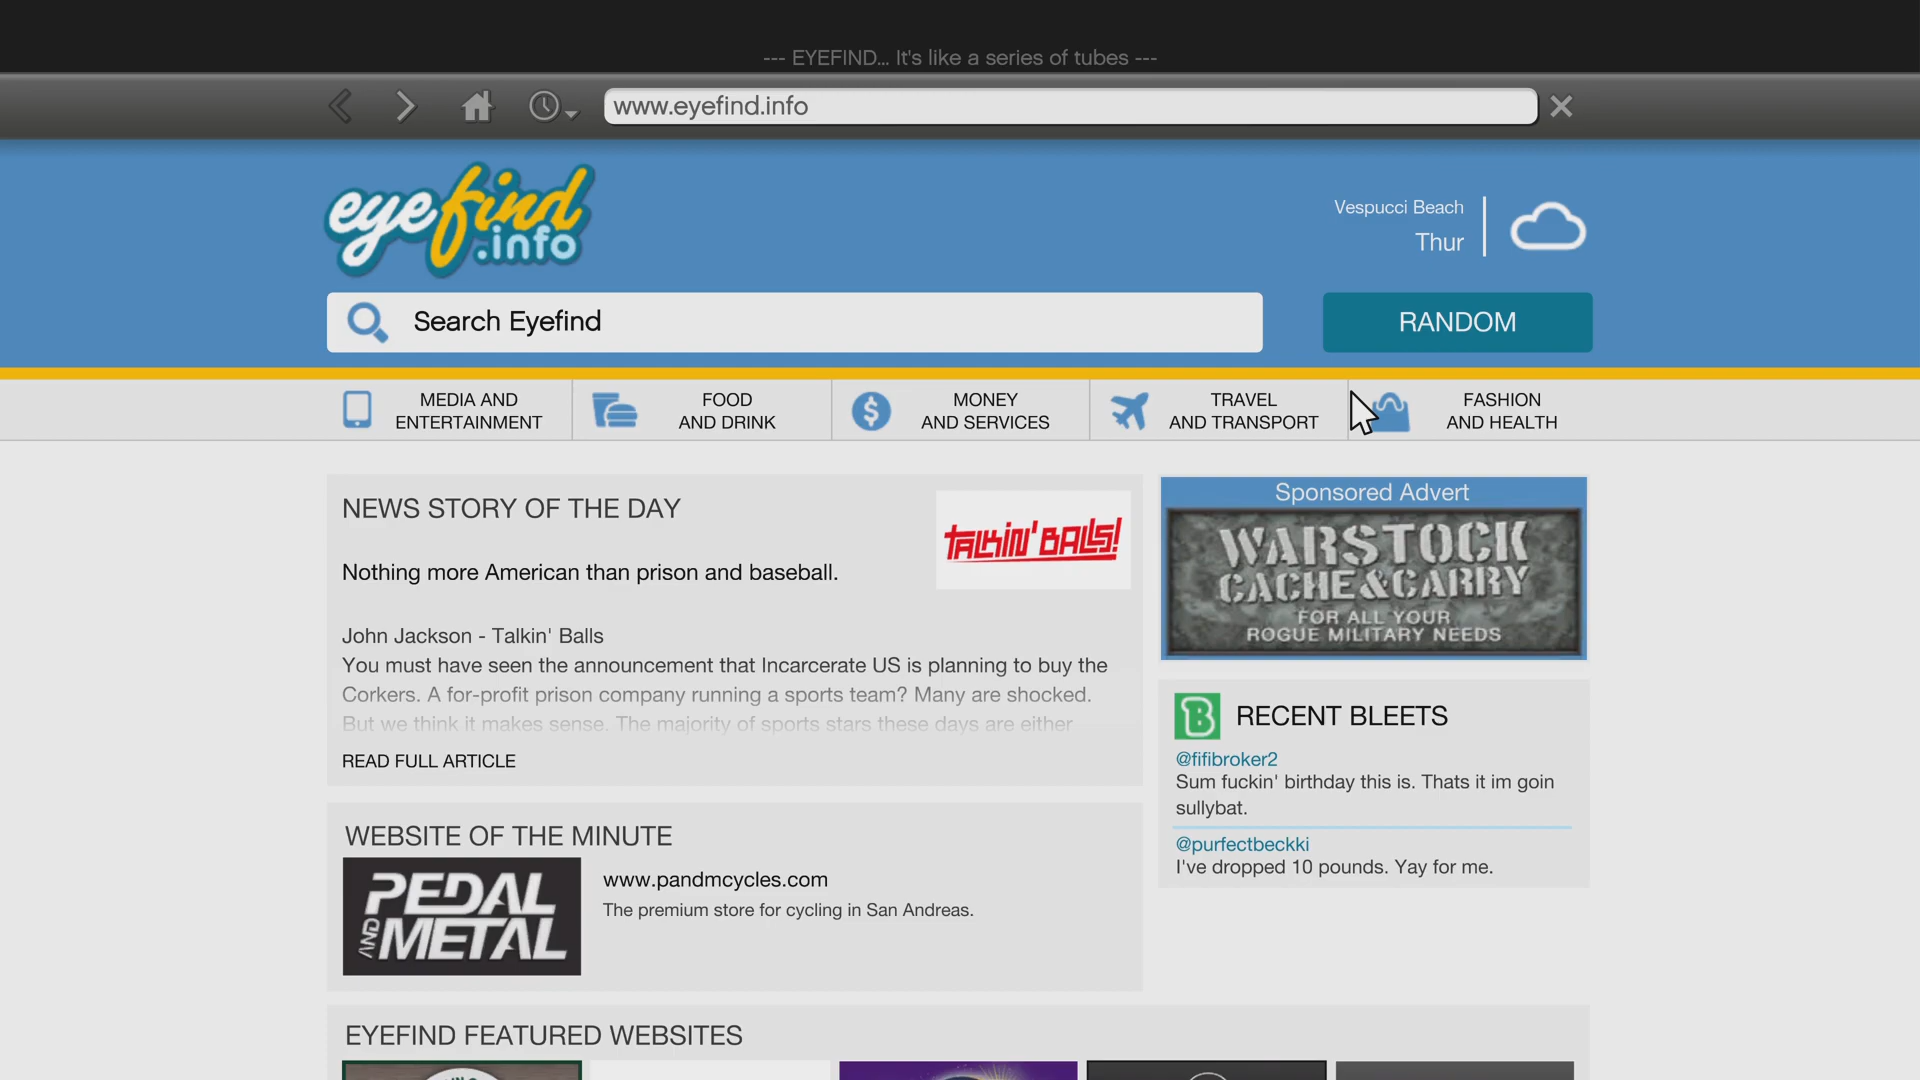 --- EYEFIND... It's like a series of tubes ---
www.eyefind.info
eyefind
.info
Vespucci Beach
Thur
Search Eyefind
RANDOM
MEDIA AND
ENTERTAINMENT
FOOD
AND DRINK
MONEY
AND SERVICES
TRAVEL
AND TRANSPORT
FASHION
AND HEALTH
NEWS STORY OF THE DAY
TALKIN' BALLS!
Nothing more American than prison and baseball.
John Jackson - Talkin' Balls
You must have seen the announcement that Incarcerate US is planning to buy the
Corkers. A for-profit prison company running a sports team? Many are shocked.
But we think it makes sense. The majority of sports stars these days are either
READ FULL ARTICLE
Sponsored Advert
WARSTOCK
CACHE&CARRY
FOR ALL YOUR
ROGUE MILITARY NEEDS
B RECENT BLEETS
@fifibroker2
Sum fuckin' birthday this is. Thats it im goin
sullybat.
@purfectbeckki
I've dropped 10 pounds. Yay for me.
WEBSITE OF THE MINUTE
PEDAL
AND METAL
www.pandmcycles.com
The premium store for cycling in San Andreas.
EYEFIND FEATURED WEBSITES